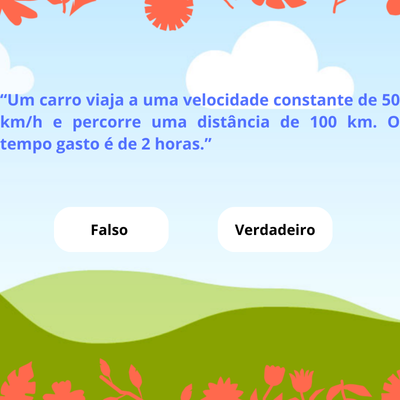 “Um carro viaja a uma velocidade constante de 50
km/h e percorre uma distância de 100 km. O
tempo gasto é de 2 horas.”
Falso
Verdadeiro